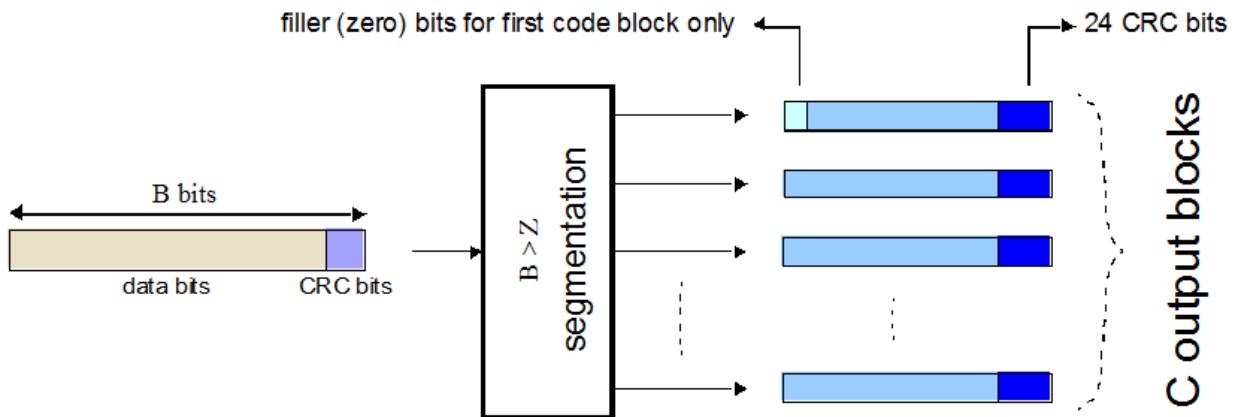 filler (zero) bits for first code block only
24 CRC bits
B bits
data bits
CRC bits
B > Z
segmentation
C output blocks